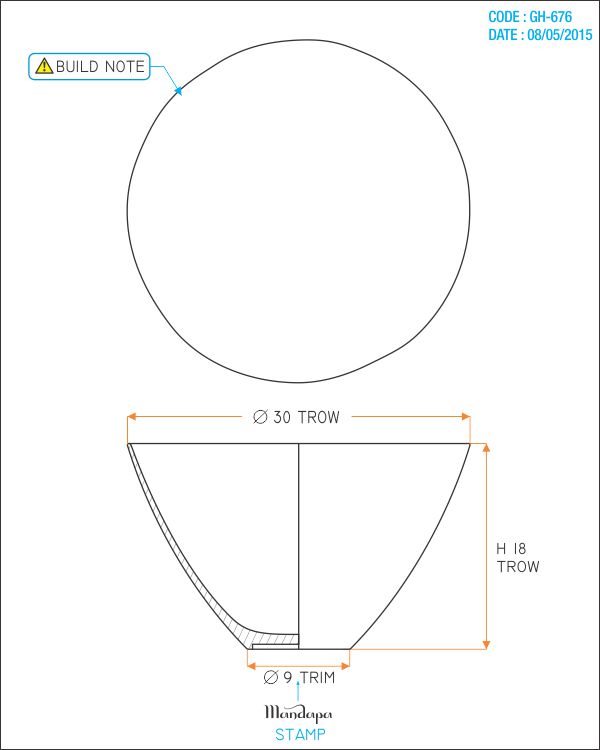 CODE : GH-676
DATE : 08/05/2015
BUILD NOTE
Ø 30 TROW
H 18
TROW
Ø 9 TRIM
Mandapa
STAMP